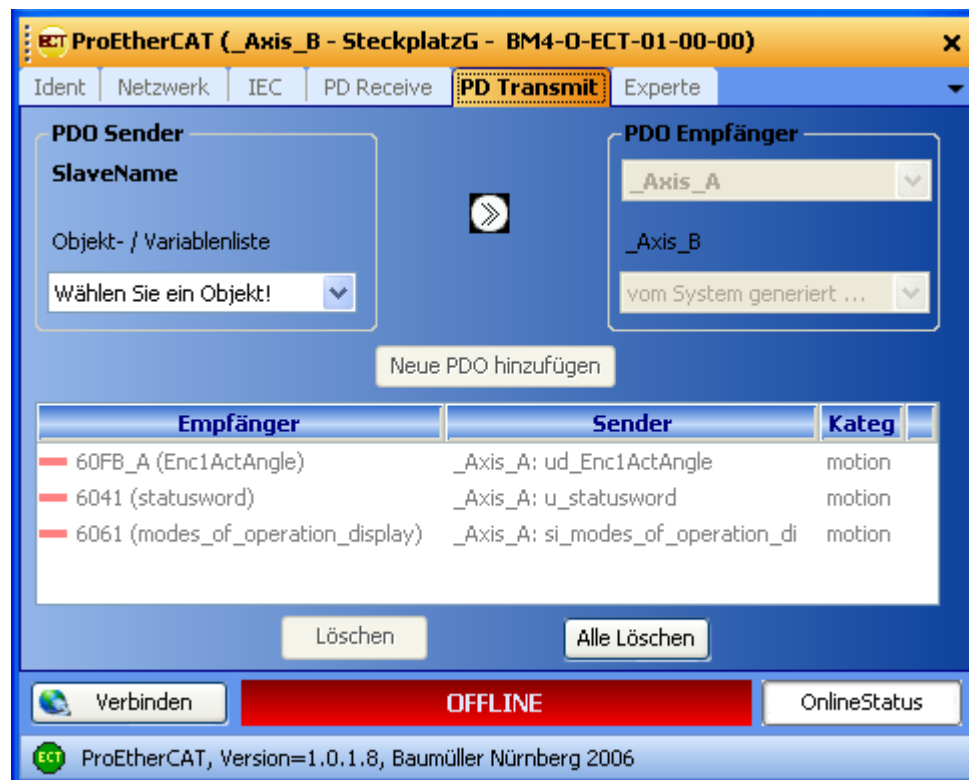 ECT ProEtherCAT (_Axis_B - SteckplatzG - BM4-O-ECT-01-00-00)
Ident Netzwerk IEC PD Receive PD Transmit Experte
PDO Sender PDO Empfänger
SlaveName _Axis_A
Objekt- / Variablenliste _Axis_B
Wählen Sie ein Objekt! vom System generiert ...
Neue PDO hinzufügen
Empfänger Sender Kateg
60FB_A (Enc1ActAngle) _Axis_A: ud_Enc1ActAngle motion
6041 (statusword) _Axis_A: u_statusword motion
6061 (modes_of_operation_display) _Axis_A: si_modes_of_operation_di motion
Löschen Alle Löschen
Verbinden OFFLINE OnlineStatus
ECT ProEtherCAT, Version=1.0.1.8, Baumüller Nürnberg 2006